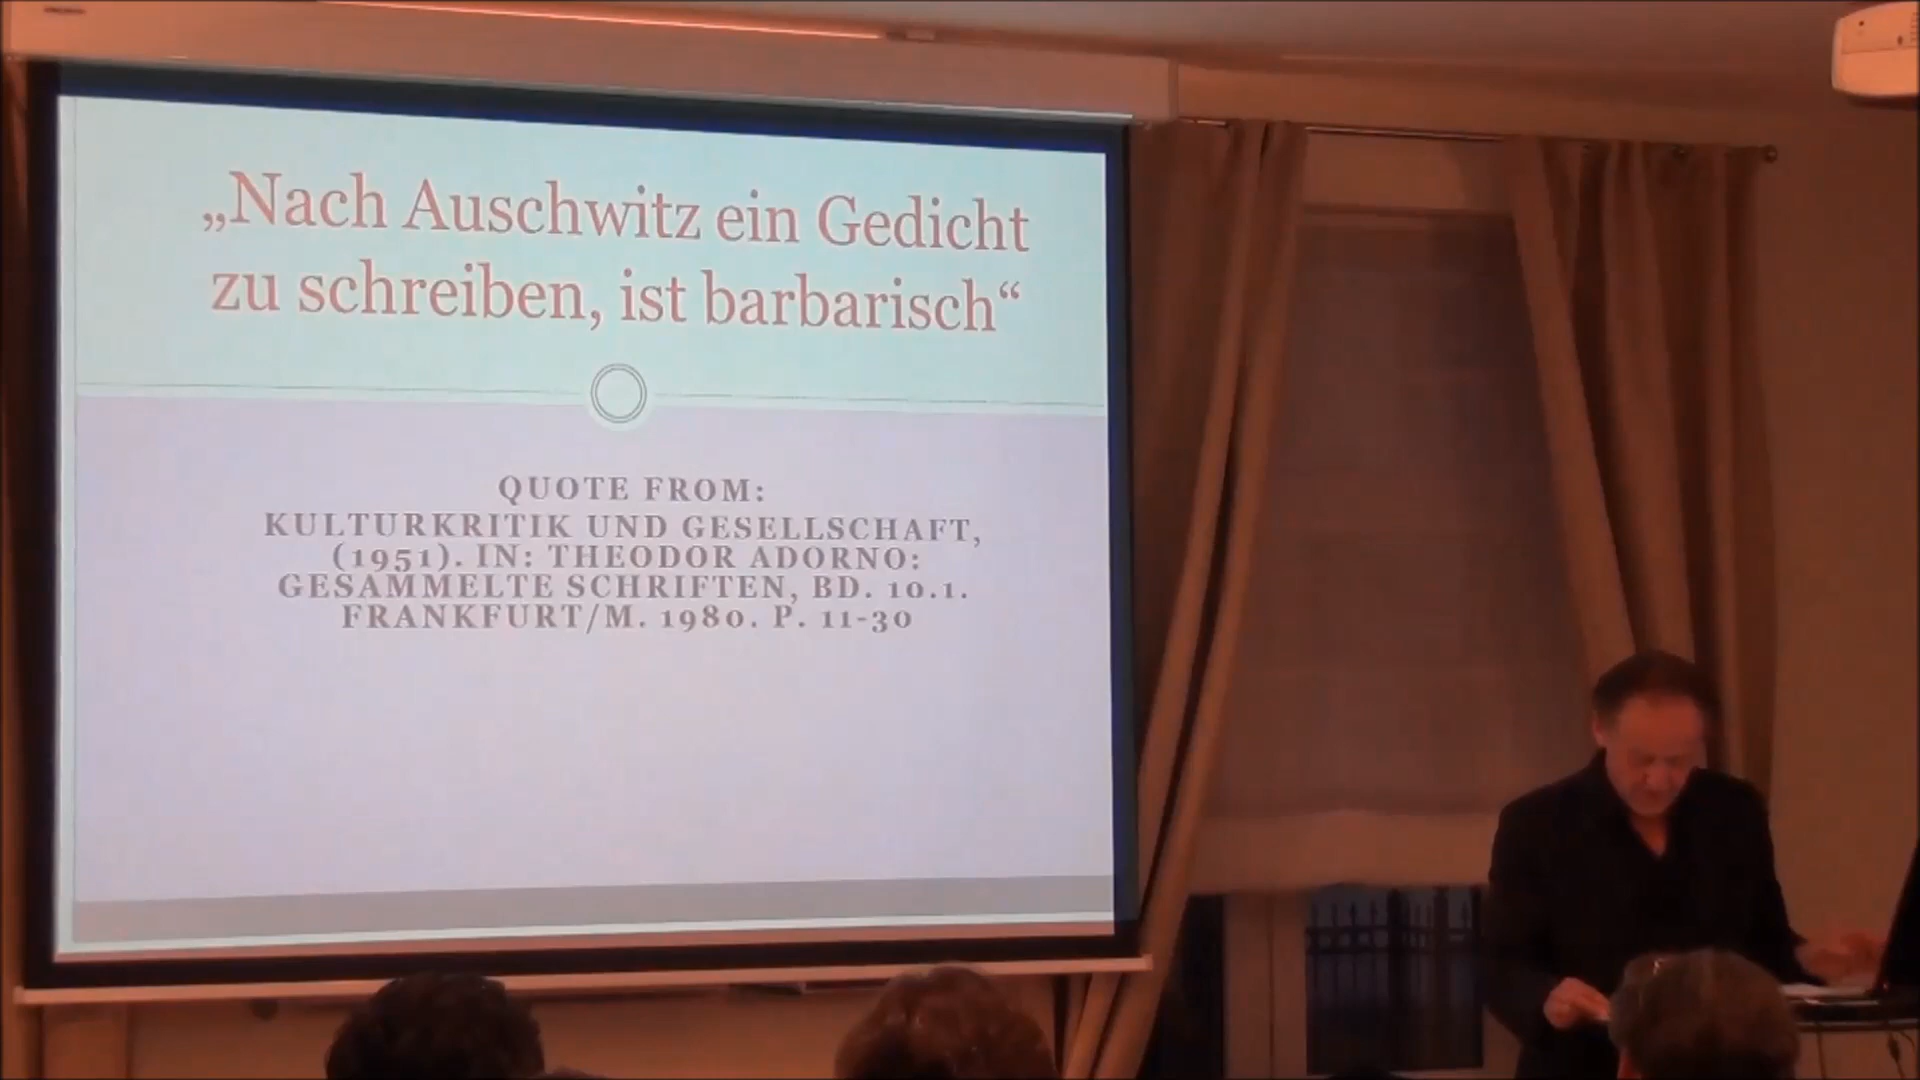 „Nach Auschwitz ein Gedicht
zu schreiben, ist barbarisch“
QUOTE FROM:
KULTURKRITIK UND GESELLSCHAFT,
(1951). IN: THEODOR ADORNO:
GESAMMELTE SCHRIFTEN, BD. 10.1.
FRANKFURT/M. 1980. P. 11-30